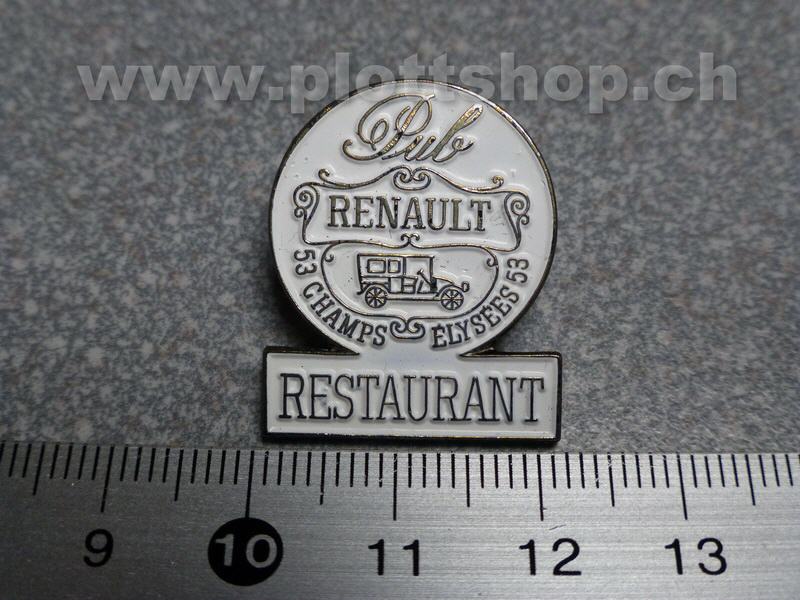 www.plottshop.ch
Pub
RENAULT
53 CHAMPS ÉLYSÉES 53
RESTAURANT
9 10 11 12 13